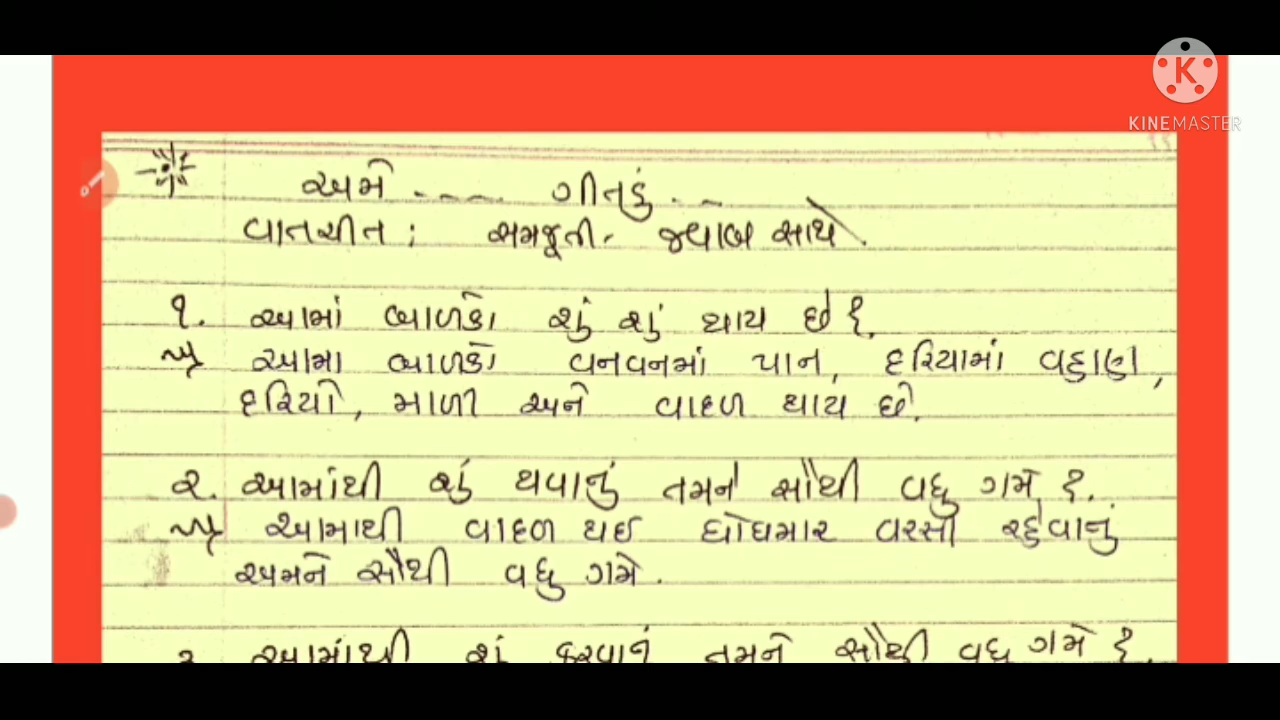 KINEMASTER
અમે ---- ગીતડું . –
વાતચીત : સમજૂતી. જવાબ સાથે.
૧. આમાં બાળકો શું શું થાય છે ?
આમા બાળકો વનવનમાં પાન, દરિયામાં વહાણ,
દરિયો, માળી અને વાદળ થાય છે.
૨. આમાંથી શું થવાનું તમને સૌથી વધુ ગમે ?.
આમાથી વાદળ થઈ ધોધમાર વરસી રહેવાનું
અમને સૌથી વધુ ગમે.
૩. આમાંથી શું કરવાનું તમને સૌથી વધુ ગમે ?